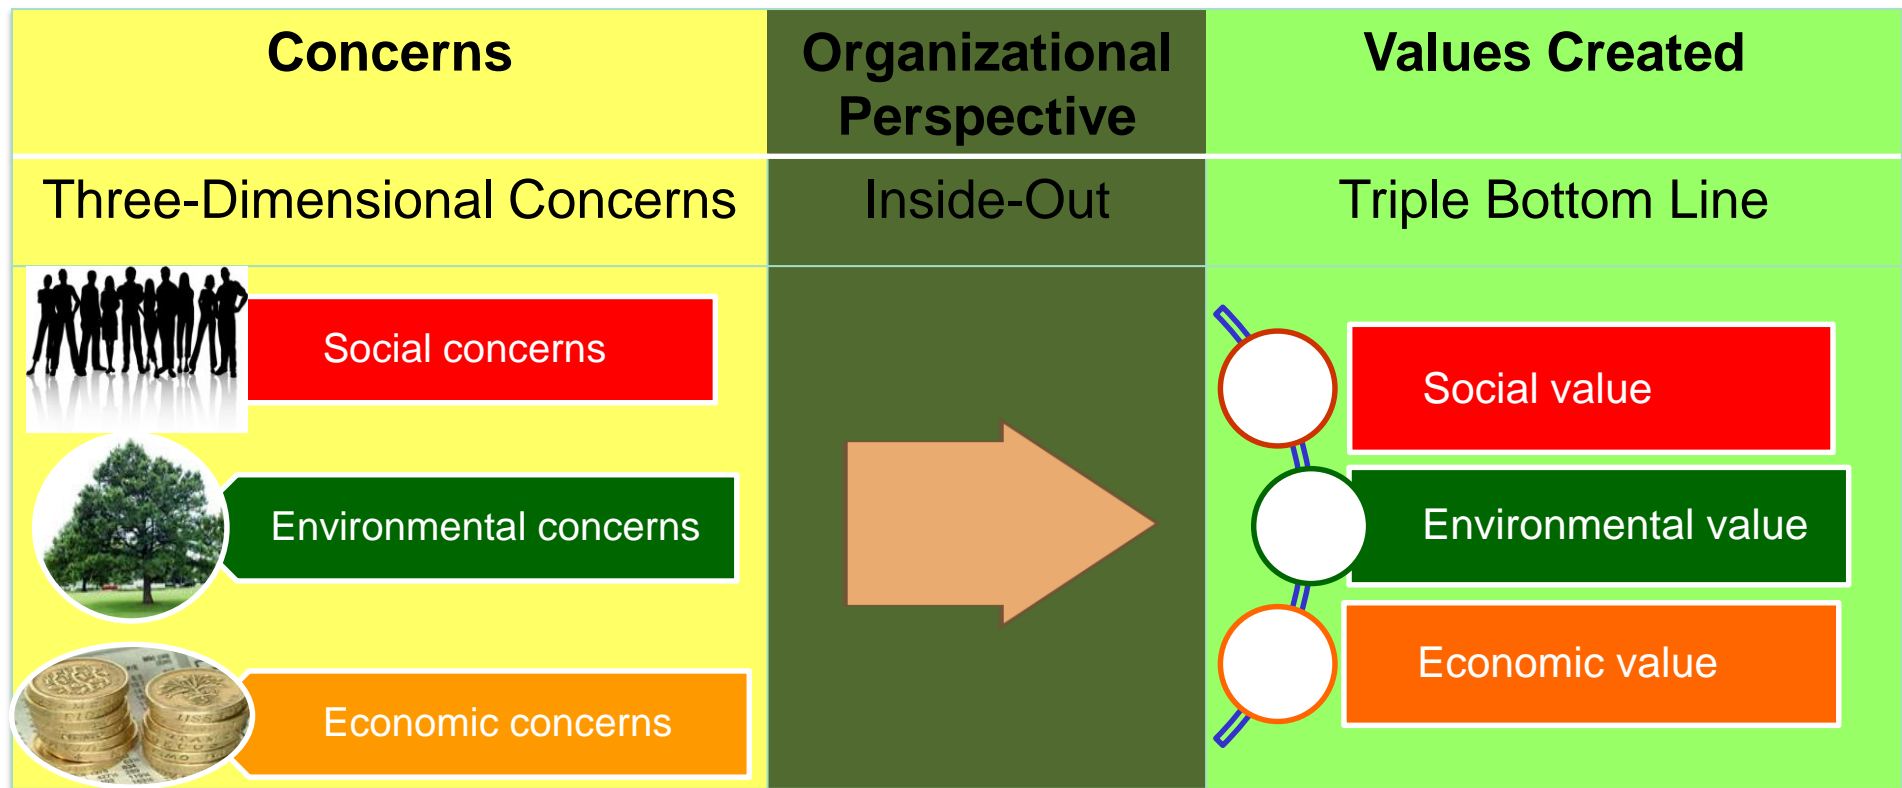 Concerns
Organizational
Perspective
Values Created
Three-Dimensional Concerns
Inside-Out
Triple Bottom Line
Social concerns
Environmental concerns
Economic concerns
Social value
Environmental value
Economic value